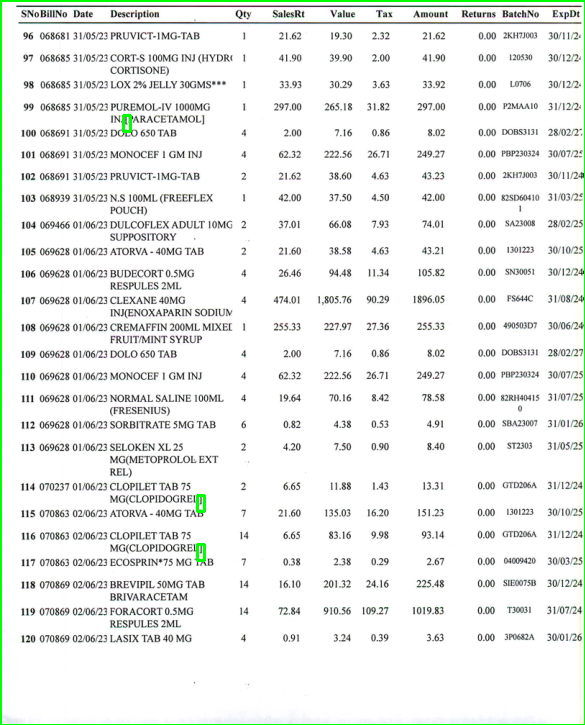 SNo BillNo Date Description Qty SalesRt Value Tax Amount Returns BatchNo ExpDt
96 068681 31/05/23 PRUVICT-1MG-TAB 1 21.62 19.30 2.32 21.62 0.00 2KH7J003 30/11/24
97 068685 31/05/23 CORT-S 100MG INJ (HYDRO 1 41.90 39.90 2.00 41.90 0.00 120530 30/12/24
CORTISONE)
98 068685 31/05/23 LOX 2% JELLY 30GMS*** 1 33.93 30.29 3.63 33.92 0.00 L0706 30/12/24
99 068685 31/05/23 PUREMOL-IV 1000MG 1 297.00 265.18 31.82 297.00 0.00 P2MAA10 31/12/24
INJ[PARACETAMOL]
100 068691 31/05/23 DOLO 650 TAB 4 2.00 7.16 0.86 8.02 0.00 DOBS3131 28/02/27
101 068691 31/05/23 MONOCEF 1 GM INJ 4 62.32 222.56 26.71 249.27 0.00 PBP230324 30/07/25
102 068691 31/05/23 PRUVICT-1MG-TAB 2 21.62 38.60 4.63 43.23 0.00 2KH7J003 30/11/24
103 068939 31/05/23 N.S 100ML (FREEFLEX 1 42.00 37.50 4.50 42.00 0.00 82SD60410 31/03/25
POUCH) 1
104 069466 01/06/23 DULCOFLEX ADULT 10MG 2 37.01 66.08 7.93 74.01 0.00 SA23008 28/02/25
SUPPOSITORY
105 069628 01/06/23 ATORVA - 40MG TAB 2 21.60 38.58 4.63 43.21 0.00 1301223 30/10/25
106 069628 01/06/23 BUDECORT 0.5MG 4 26.46 94.48 11.34 105.82 0.00 SN30051 30/12/24
RESPULES 2ML
107 069628 01/06/23 CLEXANE 40MG 4 474.01 1,805.76 90.29 1896.05 0.00 FS644C 31/08/24
INJ(ENOXAPARIN SODIUM
108 069628 01/06/23 CREMAFFIN 200ML MIXED 1 255.33 227.97 27.36 255.33 0.00 490503D7 30/06/24
FRUIT/MINT SYRUP
109 069628 01/06/23 DOLO 650 TAB 4 2.00 7.16 0.86 8.02 0.00 DOBS3131 28/02/27
110 069628 01/06/23 MONOCEF 1 GM INJ 4 62.32 222.56 26.71 249.27 0.00 PBP230324 30/07/25
111 069628 01/06/23 NORMAL SALINE 100ML 4 19.64 70.16 8.42 78.58 0.00 82RH40415 31/07/25
(FRESENIUS) 0
112 069628 01/06/23 SORBITRATE 5MG TAB 6 0.82 4.38 0.53 4.91 0.00 SBA23007 31/01/26
113 069628 01/06/23 SELOKEN XL 25 2 4.20 7.50 0.90 8.40 0.00 ST2303 31/05/25
MG(METOPROLOL EXT
REL)
114 070237 01/06/23 CLOPILET TAB 75 2 6.65 11.88 1.43 13.31 0.00 GTD206A 31/12/24
MG(CLOPIDOGREL]
115 070863 02/06/23 ATORVA - 40MG TAB 7 21.60 135.03 16.20 151.23 0.00 1301223 30/10/25
116 070863 02/06/23 CLOPILET TAB 75 14 6.65 83.16 9.98 93.14 0.00 GTD206A 31/12/24
MG(CLOPIDOGREL]
117 070863 02/06/23 ECOSPRIN*75 MG TAB 7 0.38 2.38 0.29 2.67 0.00 04009420 30/03/25
118 070869 02/06/23 BREVIPIL 50MG TAB 14 16.10 201.32 24.16 225.48 0.00 SIE0075B 30/12/24
BRIVARACETAM
119 070869 02/06/23 FORACORT 0.5MG 14 72.84 910.56 109.27 1019.83 0.00 T30031 31/07/24
RESPULES 2ML
120 070869 02/06/23 LASIX TAB 40 MG 4 0.91 3.24 0.39 3.63 0.00 3P0682A 30/01/26